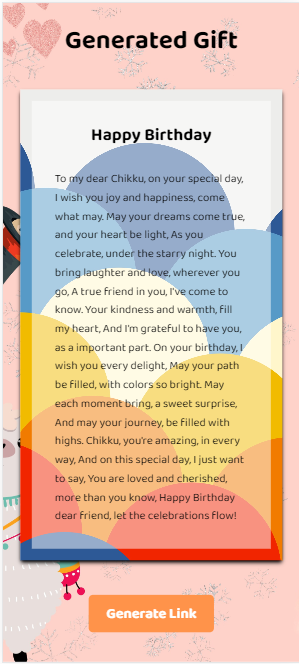 Generated Gift
Happy Birthday
To my dear Chikku, on your special day,
I wish you joy and happiness, come
what may. May your dreams come true,
and your heart be light, As you
celebrate, under the starry night. You
bring laughter and love, wherever you
go, A true friend in you, I've come to
know. Your kindness and warmth, fill
my heart, And I'm grateful to have you,
as a important part. On your birthday, I
wish you every delight, May your path
be filled, with colors so bright. May
each moment bring, a sweet surprise,
And may your journey, be filled with
highs. Chikku, you're amazing, in every
way, And on this special day, I just want
to say, You are loved and cherished,
more than you know, Happy Birthday
dear friend, let the celebrations flow!
Generate Link